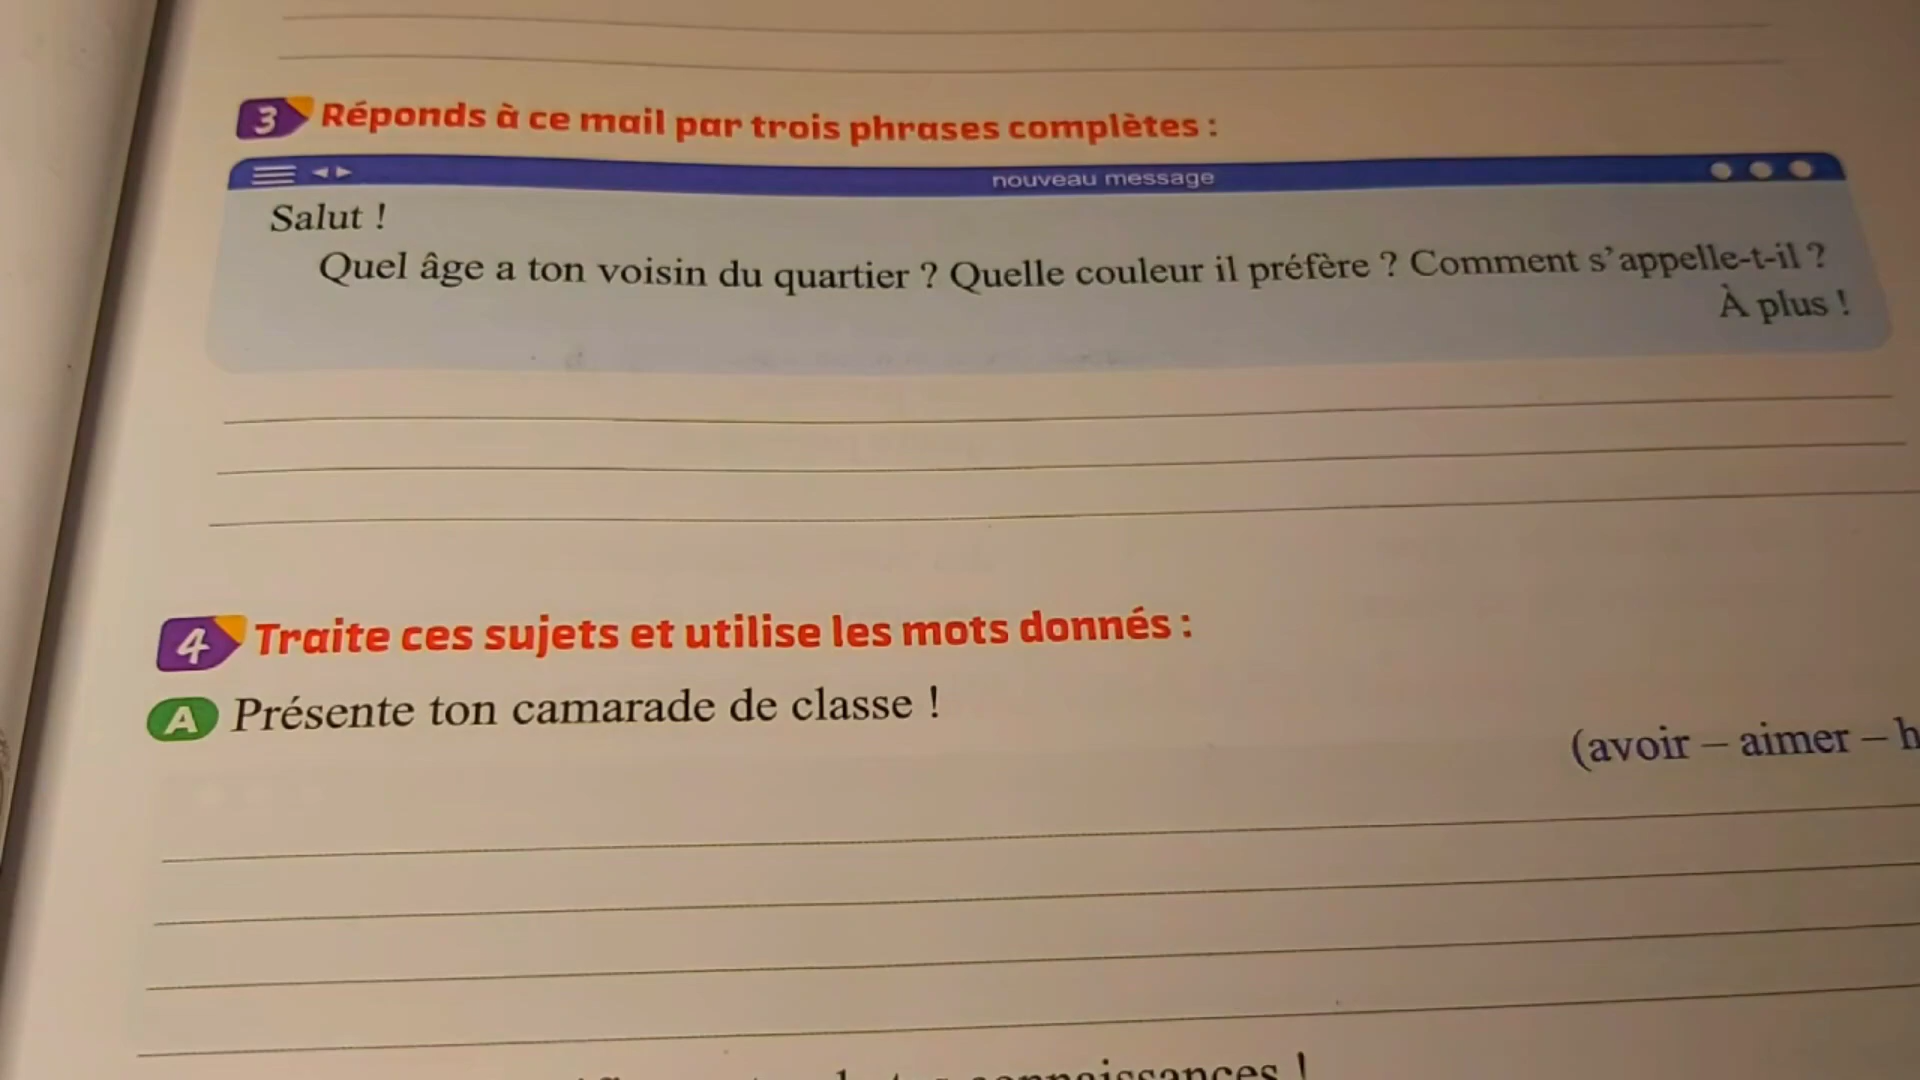 3 Réponds à ce mail par trois phrases complètes :
nouveau message
Salut !
Quel âge a ton voisin du quartier ? Quelle couleur il préfère ? Comment s'appelle-t-il ?
À plus !
4 Traite ces sujets et utilise les mots donnés :
A Présente ton camarade de classe !
(avoir – aimer – h
connaissances !